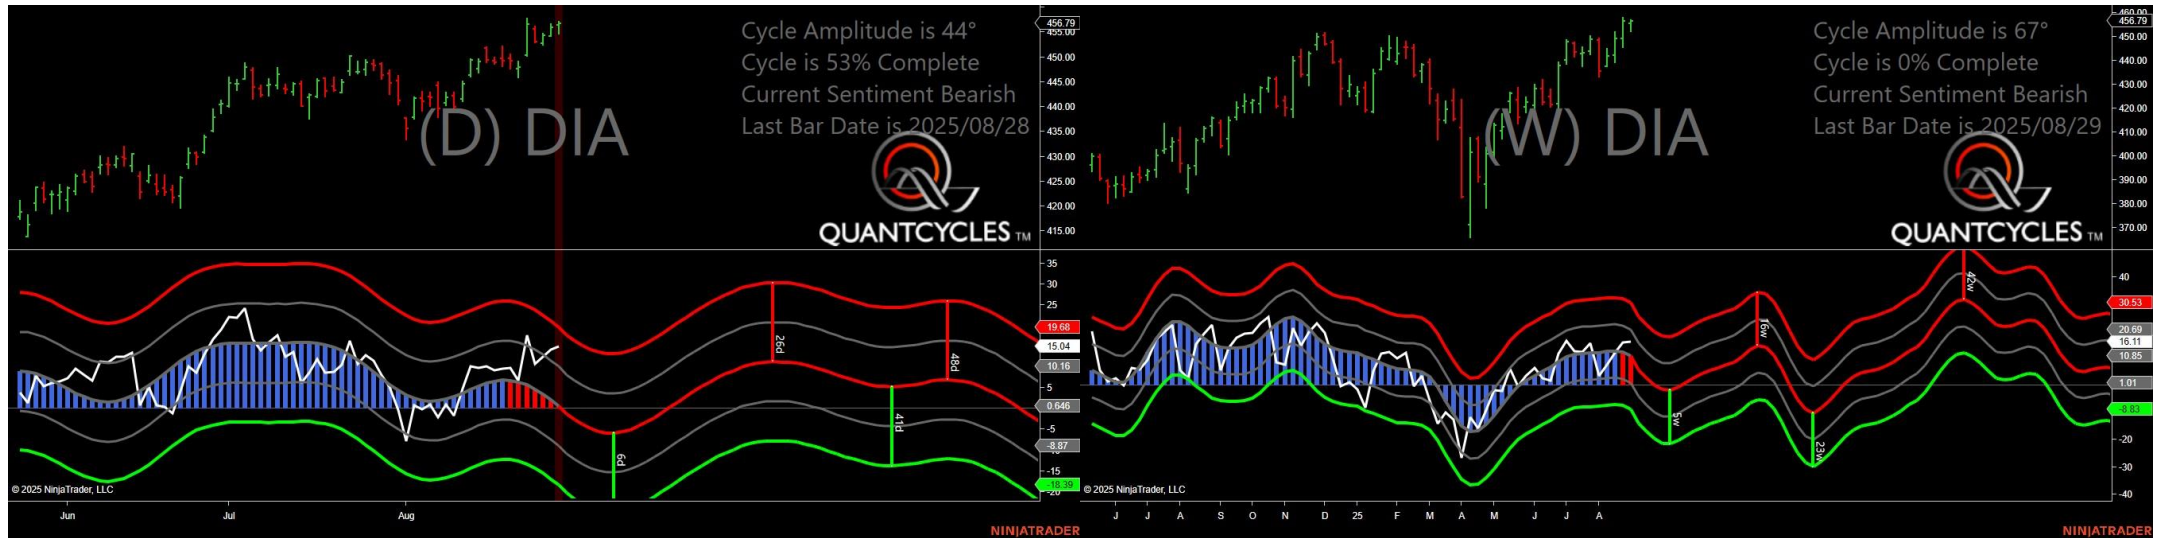 Cycle Amplitude is 44°
Cycle is 53% Complete
Current Sentiment Bearish
Last Bar Date is 2025/08/28
(D) DIA
QUANTCYCLES TM
456.79
455.00
450.00
445.00
440.00
435.00
430.00
425.00
420.00
415.00
35
30
25
19.68
15.04
10.16
5
0.646
-5
-8.87
-15
-18.39
-20
26d
48d
41d
6d
© 2025 NinjaTrader, LLC
Jun Jul Aug
NINJATRADER
Cycle Amplitude is 67°
Cycle is 0% Complete
Current Sentiment Bearish
Last Bar Date is 2025/08/29
(W) DIA
QUANTCYCLES TM
460.00
456.79
450.00
440.00
430.00
420.00
410.00
400.00
390.00
380.00
370.00
40
30.53
20.69
16.11
10.85
1.01
-8.83
-20
-30
-40
42w
16w
5w
23w
© 2025 NinjaTrader, LLC
J J A S O N D 25 F M A M J J A
NINJATRADER